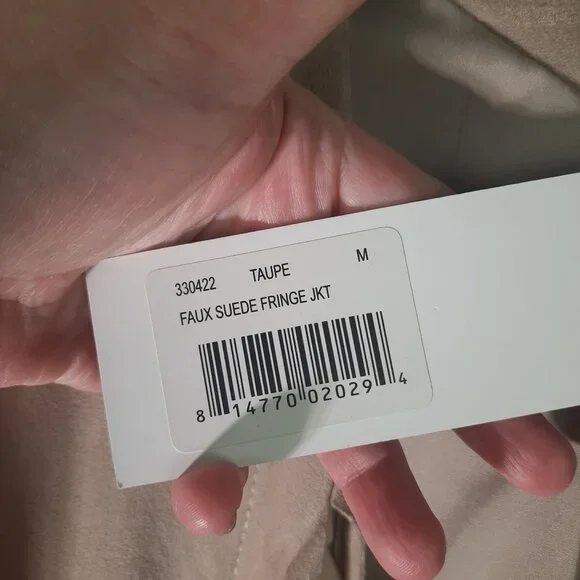 330422 TAUPE M
FAUX SUEDE FRINGE JKT
8 14770 02029 4